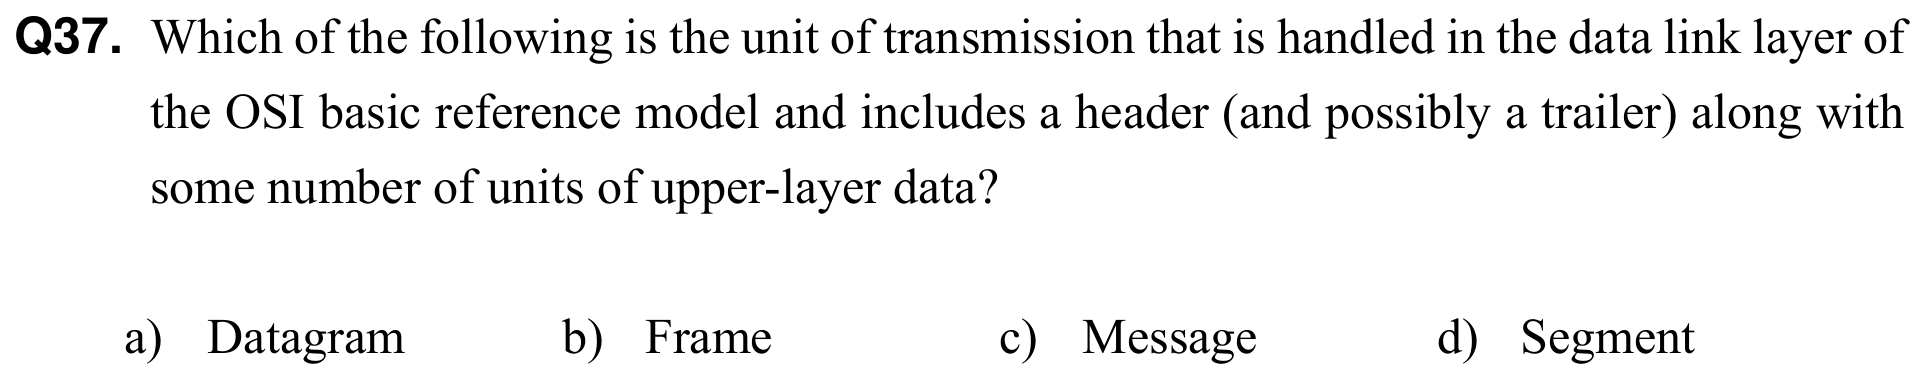 Q37. Which of the following is the unit of transmission that is handled in the data link layer of
the OSI basic reference model and includes a header (and possibly a trailer) along with
some number of units of upper-layer data?
a) Datagram b) Frame c) Message d) Segment